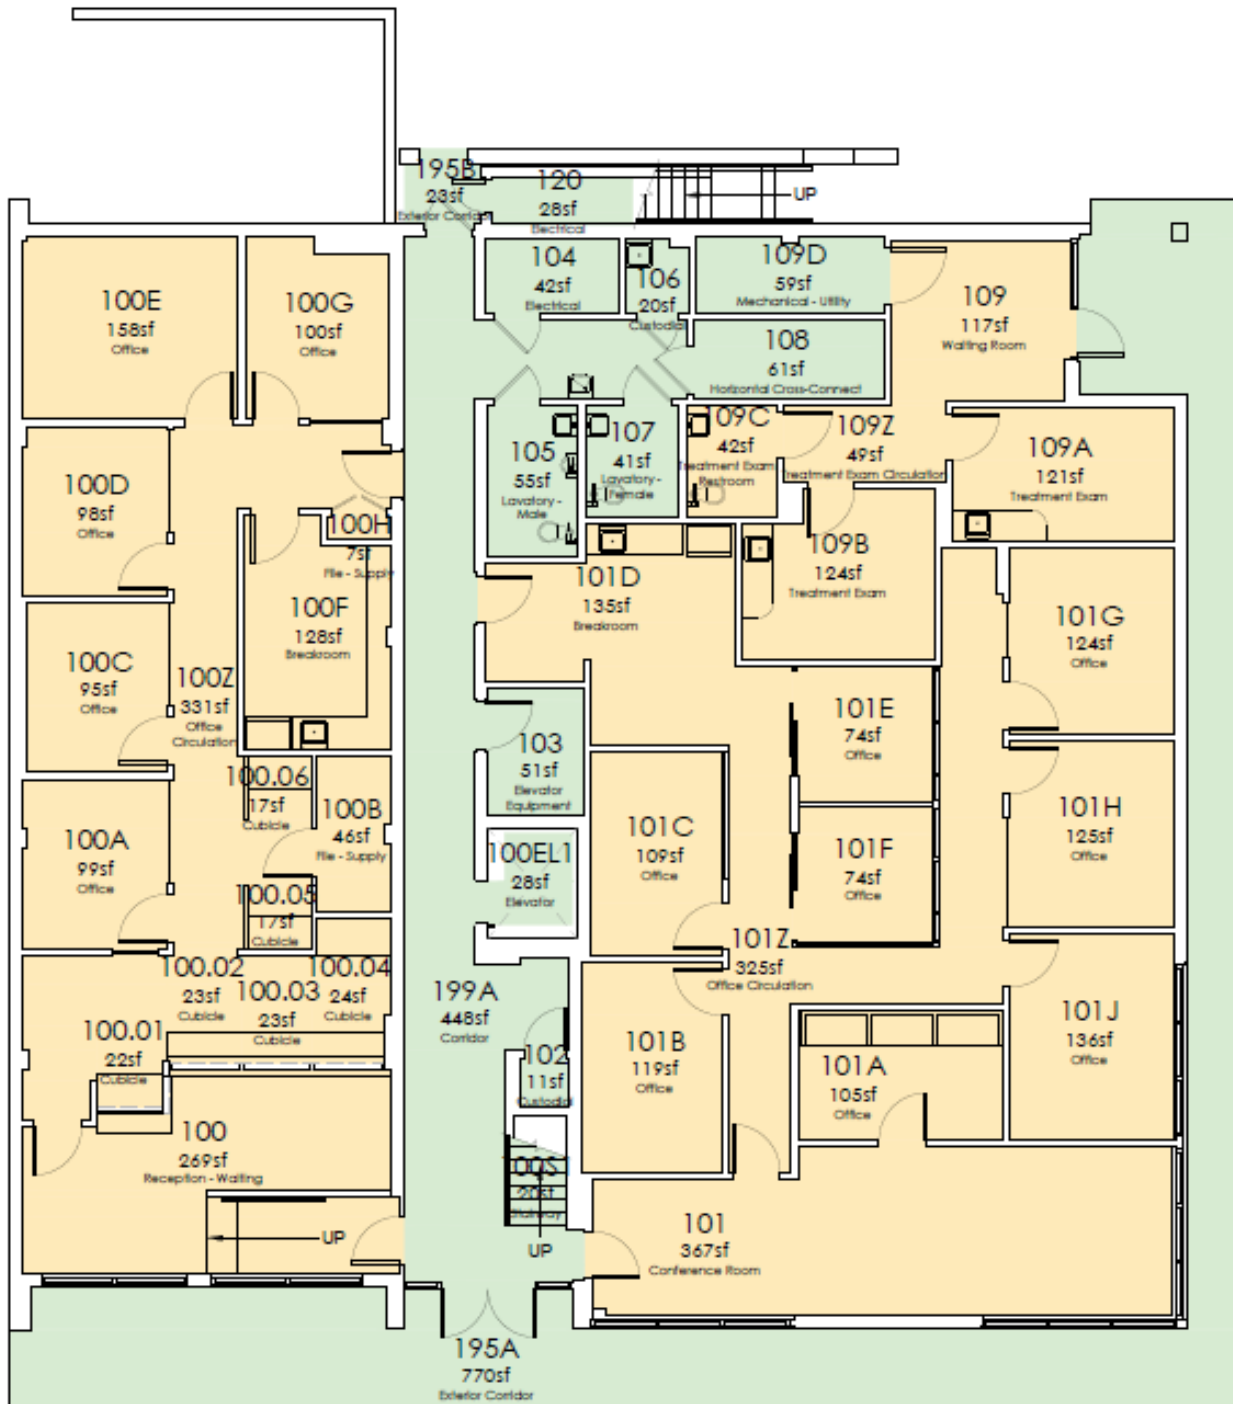 195B
23sf
Exterior Corridor
120
28sf
Electrical
UP
100E
158sf
Office
100G
100sf
Office
104
42sf
Electrical
106
20sf
Custodial
109D
59sf
Mechanical - Utility
109
117sf
Waiting Room
108
61sf
Horizontal Cross-Connect
100D
98sf
Office
100H
7sf
File - Supply
105
55sf
Lavatory -
Male
107
41sf
Lavatory -
Female
109C
42sf
Treatment Exam
Restroom
109Z
49sf
Treatment Exam Circulation
109A
121sf
Treatment Exam
100F
128sf
Breakroom
101D
135sf
Breakroom
109B
124sf
Treatment Exam
101G
124sf
Office
100C
95sf
Office
100Z
331sf
Office
Circulation
103
51sf
Elevator
Equipment
101E
74sf
Office
101H
125sf
Office
100.06
17sf
Cubicle
100B
46sf
File - Supply
100A
99sf
Office
100EL1
28sf
Elevator
101C
109sf
Office
101F
74sf
Office
100.05
17sf
Cubicle
100.02
23sf
Cubicle
100.03
23sf
Cubicle
100.04
24sf
Cubicle
199A
448sf
Corridor
101Z
325sf
Office Circulation
100.01
22sf
Cubicle
102
11sf
Custodial
101B
119sf
Office
101A
105sf
Office
101J
136sf
Office
100
269sf
Reception - Waiting
100S1
20sf
Stairway
UP
UP
101
367sf
Conference Room
195A
770sf
Exterior Corridor